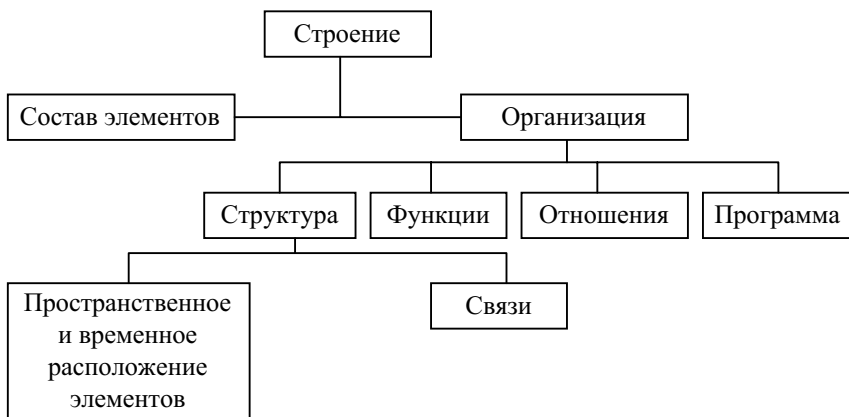 Строение
Состав элементов
Организация
Структура
Функции
Отношения
Программа
Пространственное
и временное
расположение
элементов
Связи